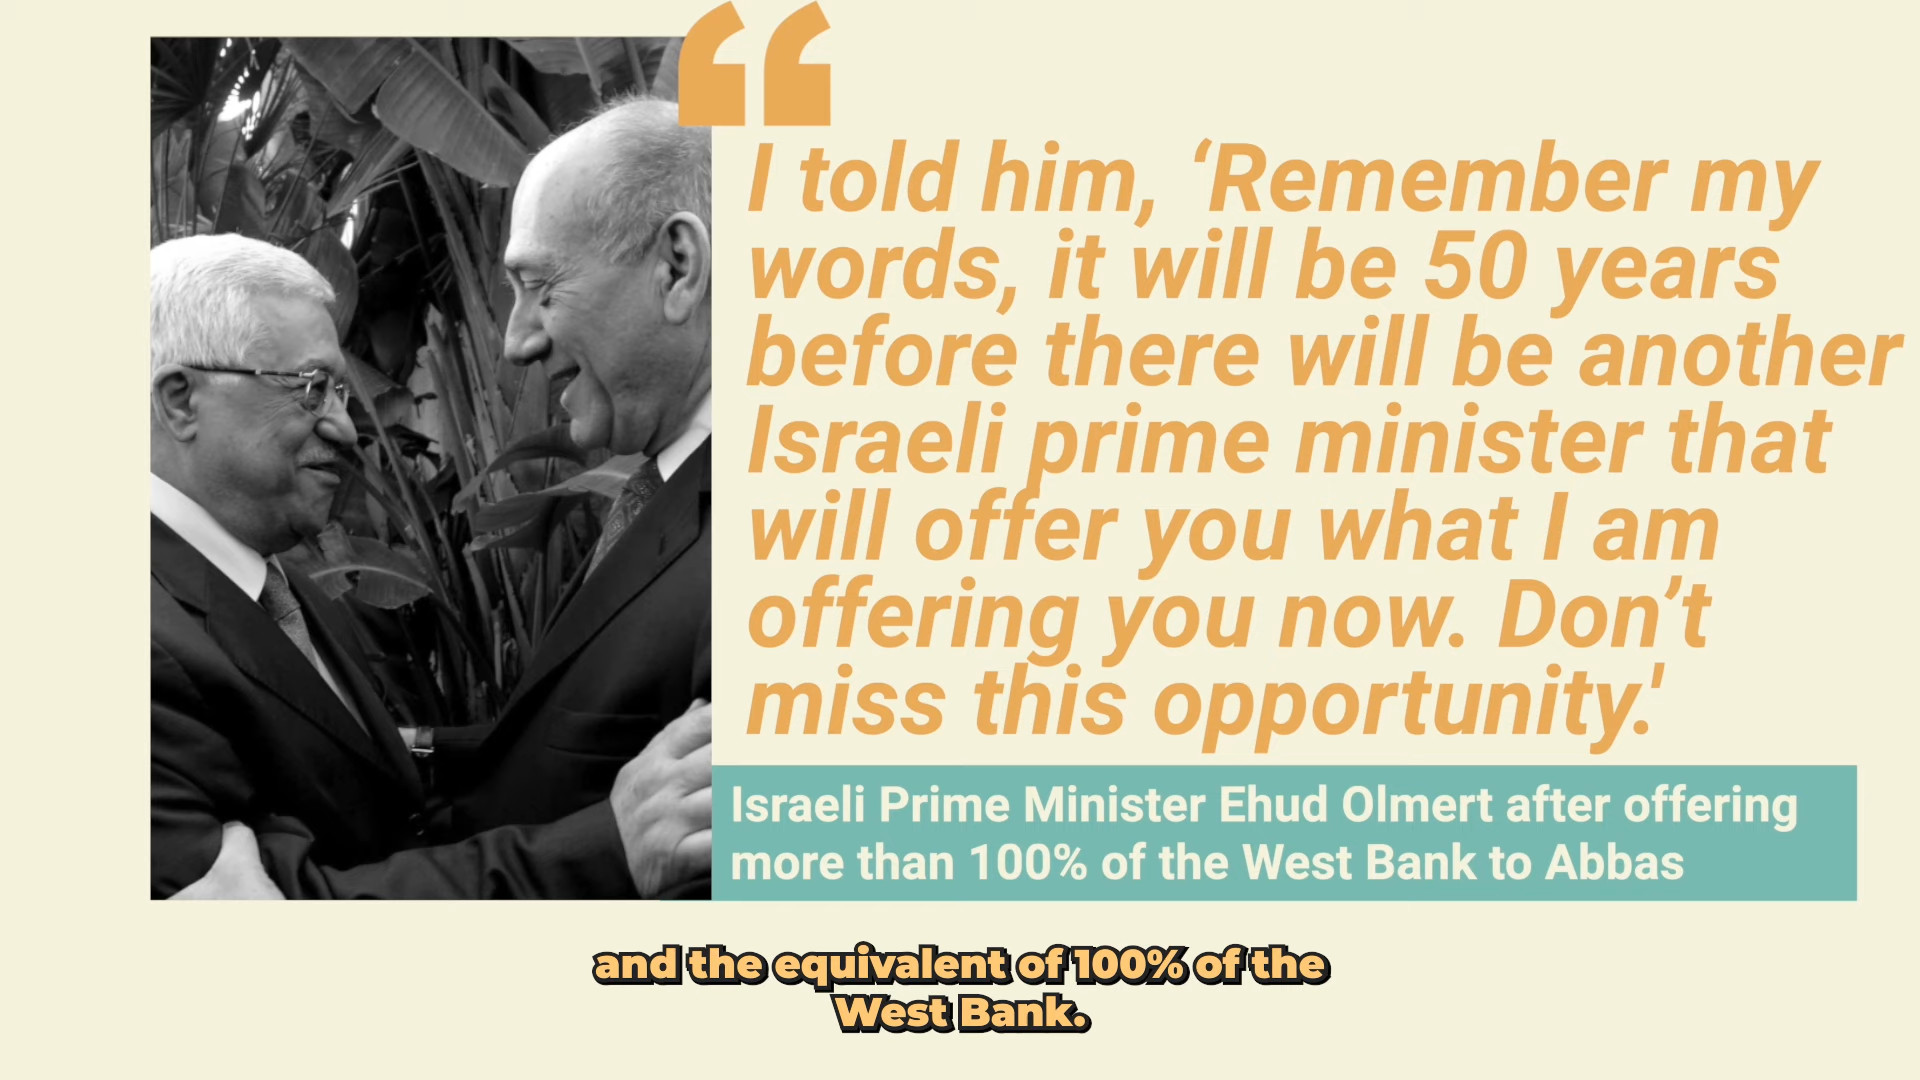 “
I told him, ‘Remember my
words, it will be 50 years
before there will be another
Israeli prime minister that
will offer you what I am
offering you now. Don’t
miss this opportunity.'
Israeli Prime Minister Ehud Olmert after offering
more than 100% of the West Bank to Abbas
and the equivalent of 100% of the
West Bank.